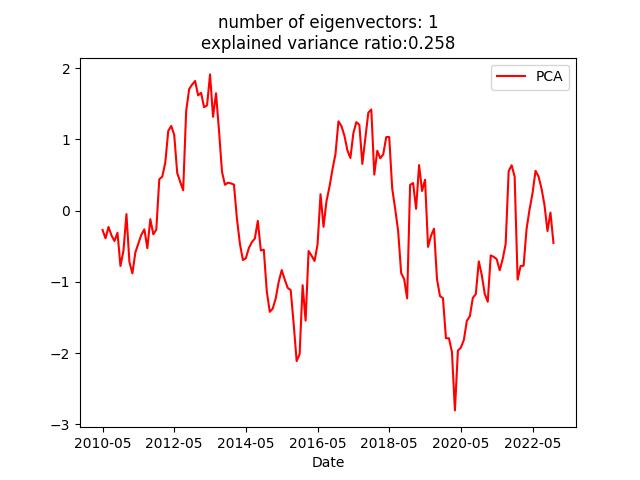 number of eigenvectors: 1
explained variance ratio:0.258
PCA
2
1
0
−1
−2
−3
2010-05 2012-05 2014-05 2016-05 2018-05 2020-05 2022-05
Date